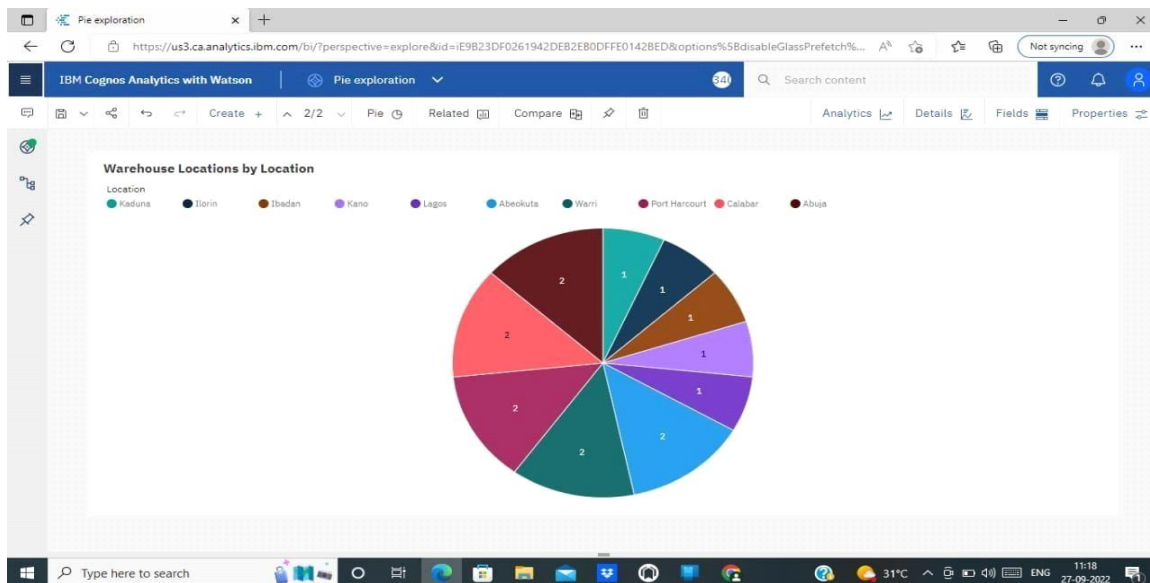 Pie exploration
https://us3.ca.analytics.ibm.com/bi/?perspective=explore&id=iE9B23DF0261942DEB2EB0DFFE0142BED&options%5BdisableGlassPrefetch%...
Not syncing
IBM Cognos Analytics with Watson
Pie exploration
Search content
Create + 2/2 Pie Related Compare Analytics Details Fields Properties
Warehouse Locations by Location
Location
Kaduna Ilorin Ibadan Kano Lagos Abeokuta Warri Port Harcourt Calabar Abuja
2 1
1
1
2
1
1
2
2
2
Type here to search
31°C ENG 11:18
27-09-2022